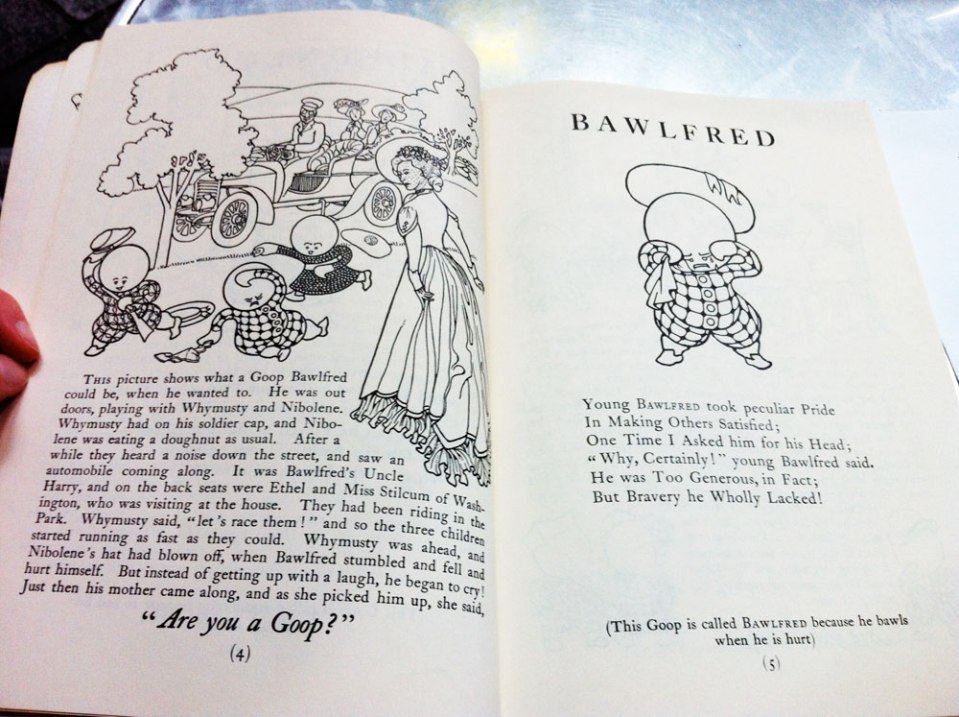 THIS picture shows what a Goop Bawlfred
could be, when he wanted to. He was out
doors, playing with Whymusty and Nibolene.
Whymusty had on his soldier cap, and Nibo-
lene was eating a doughnut as usual. After a
while they heard a noise down the street, and saw an
automobile coming along. It was Bawlfred's Uncle
Harry, and on the back seats were Ethel and Miss Stilcum of Wash-
ington, who was visiting at the house. They had been riding in the
Park. Whymusty said, "let's race them!" and so the three children
started running as fast as they could. Whymusty was ahead, and
Nibolene's hat had blown off, when Bawlfred stumbled and fell and
hurt himself. But instead of getting up with a laugh, he began to cry!
Just then his mother came along, and as she picked him up, she said,
"Are you a Goop?"
(4)
BAWLFRED
Young BAWLFRED took peculiar Pride
In Making Others Satisfied;
One Time I Asked him for his Head;
"Why, Certainly!" young Bawlfred said.
He was Too Generous, in Fact;
But Bravery he Wholly Lacked!
(This Goop is called BAWLFRED because he bawls
when he is hurt)
(5)